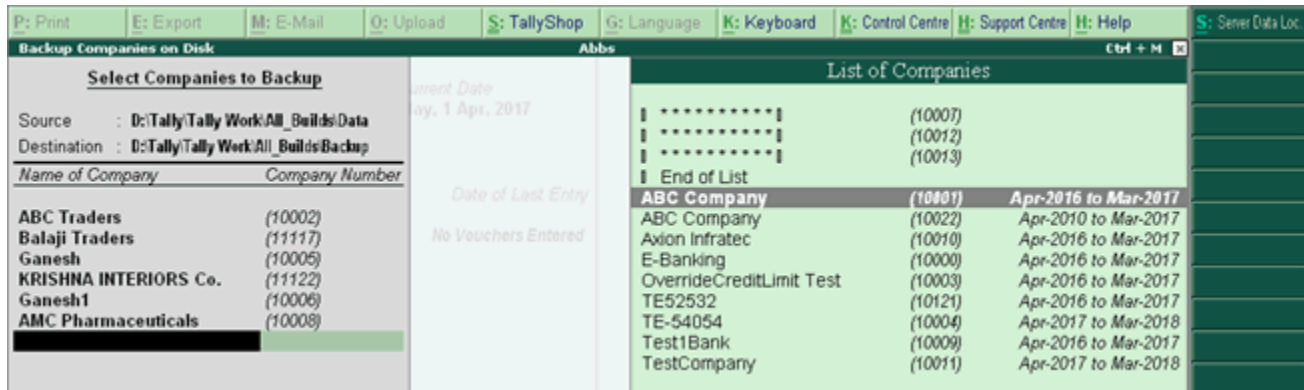 P: Print E: Export M: E-Mail O: Upload S: TallyShop G: Language K: Keyboard K: Control Centre H: Support Centre H: Help S: Server Data Loc.
Backup Companies on Disk Abbs Ctrl + M
Select Companies to Backup
Source : D:\Tally\Tally Work\All_Builds\Data
Destination : D:\Tally\Tally Work\All_Builds\Backup
Name of Company Company Number
ABC Traders (10002)
Balaji Traders (11117)
Ganesh (10005)
KRISHNA INTERIORS Co. (11122)
Ganesh1 (10006)
AMC Pharmaceuticals (10008)
Current Date
1 Apr, 2017
Date of Last Entry
No Vouchers Entered
List of Companies
* * * * * * * * * * (10007)
* * * * * * * * * * (10012)
* * * * * * * * * * (10013)
End of List
ABC Company (10001) Apr-2016 to Mar-2017
ABC Company (10022) Apr-2010 to Mar-2017
Axion Infratec (10010) Apr-2016 to Mar-2017
E-Banking (10000) Apr-2016 to Mar-2017
OverrideCreditLimit Test (10003) Apr-2016 to Mar-2017
TE52532 (10121) Apr-2016 to Mar-2017
TE-54054 (10004) Apr-2017 to Mar-2018
Test1Bank (10009) Apr-2016 to Mar-2017
TestCompany (10011) Apr-2017 to Mar-2018